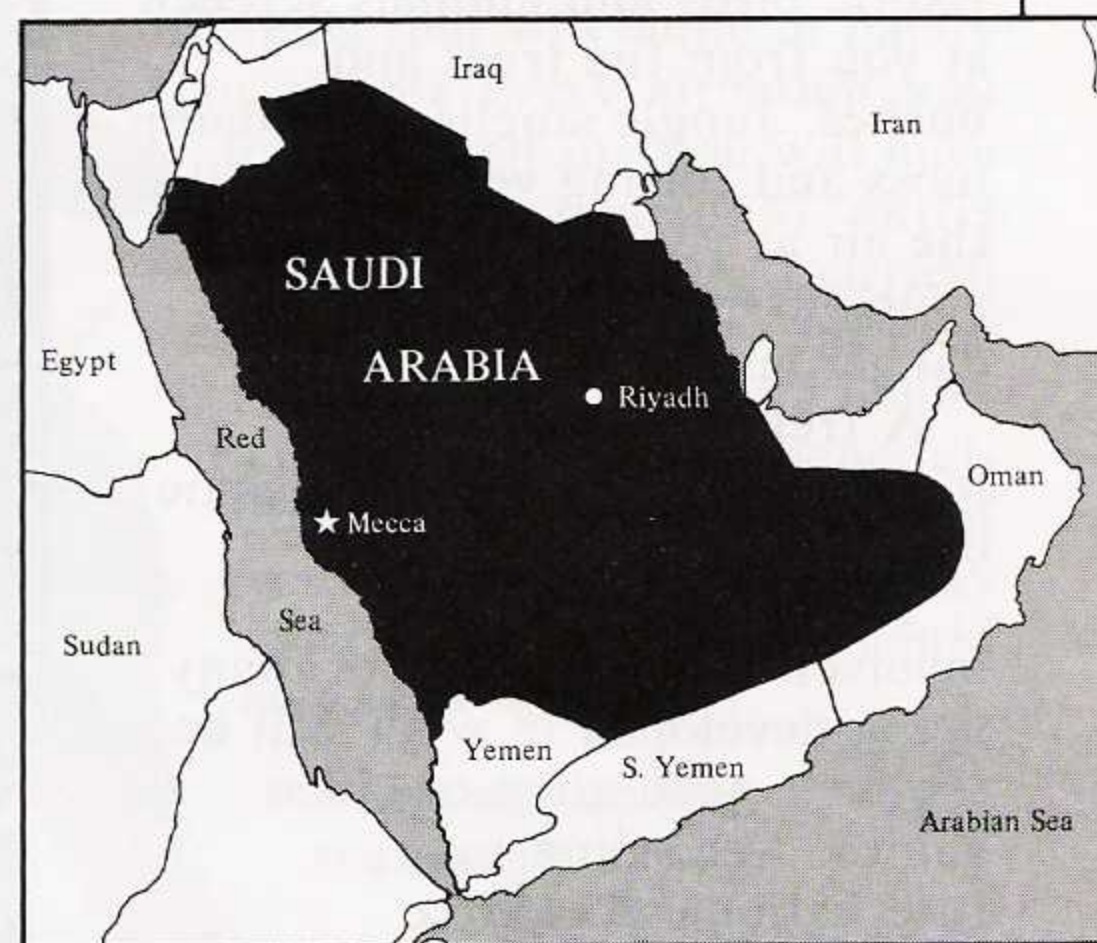 Iraq
Iran
SAUDI
ARABIA
Egypt
Riyadh
Red
Oman
Mecca
Sea
Sudan
Yemen
S. Yemen
Arabian Sea